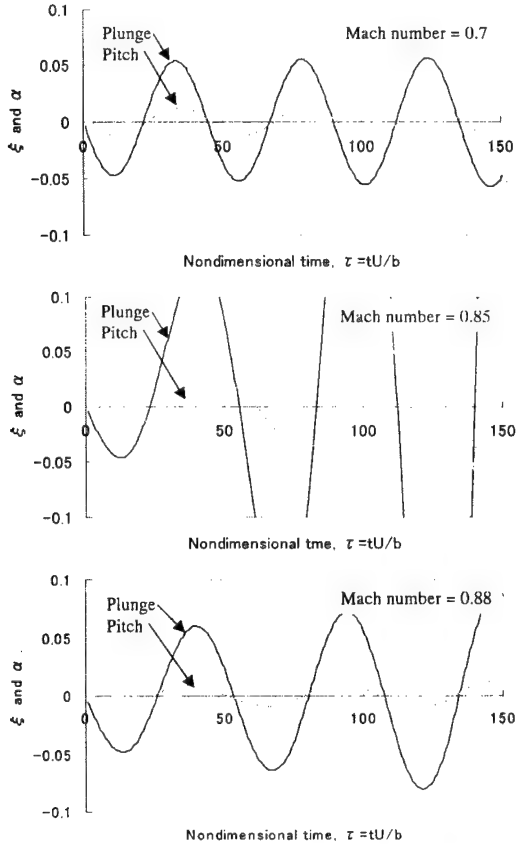 0.1
Plunge
Pitch
Mach number = 0.7
0.05
0
0
50
100
150
-0.05
-0.1
ξ and α
Nondimensional time, τ =tU/b
0.1
Plunge
Pitch
Mach number = 0.85
0.05
0
0
50
100
150
-0.05
-0.1
ξ and α
Nondimensional tme, τ =tU/b
0.1
Plunge
Pitch
Mach number = 0.88
0.05
0
0
50
100
150
-0.05
-0.1
ξ and α
Nondimensional time, τ =tU/b